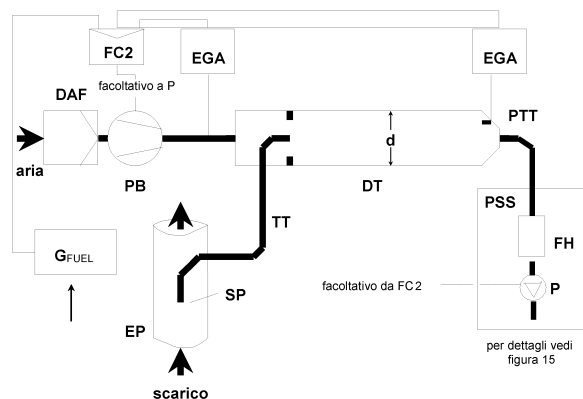 FC2
EGA
EGA
facoltativo a P
DAF
PTT
d
aria
PB
DT
PSS
TT
FH
GFUEL
SP
facoltativo da FC2
P
EP
per dettagli vedi
figura 15
scarico